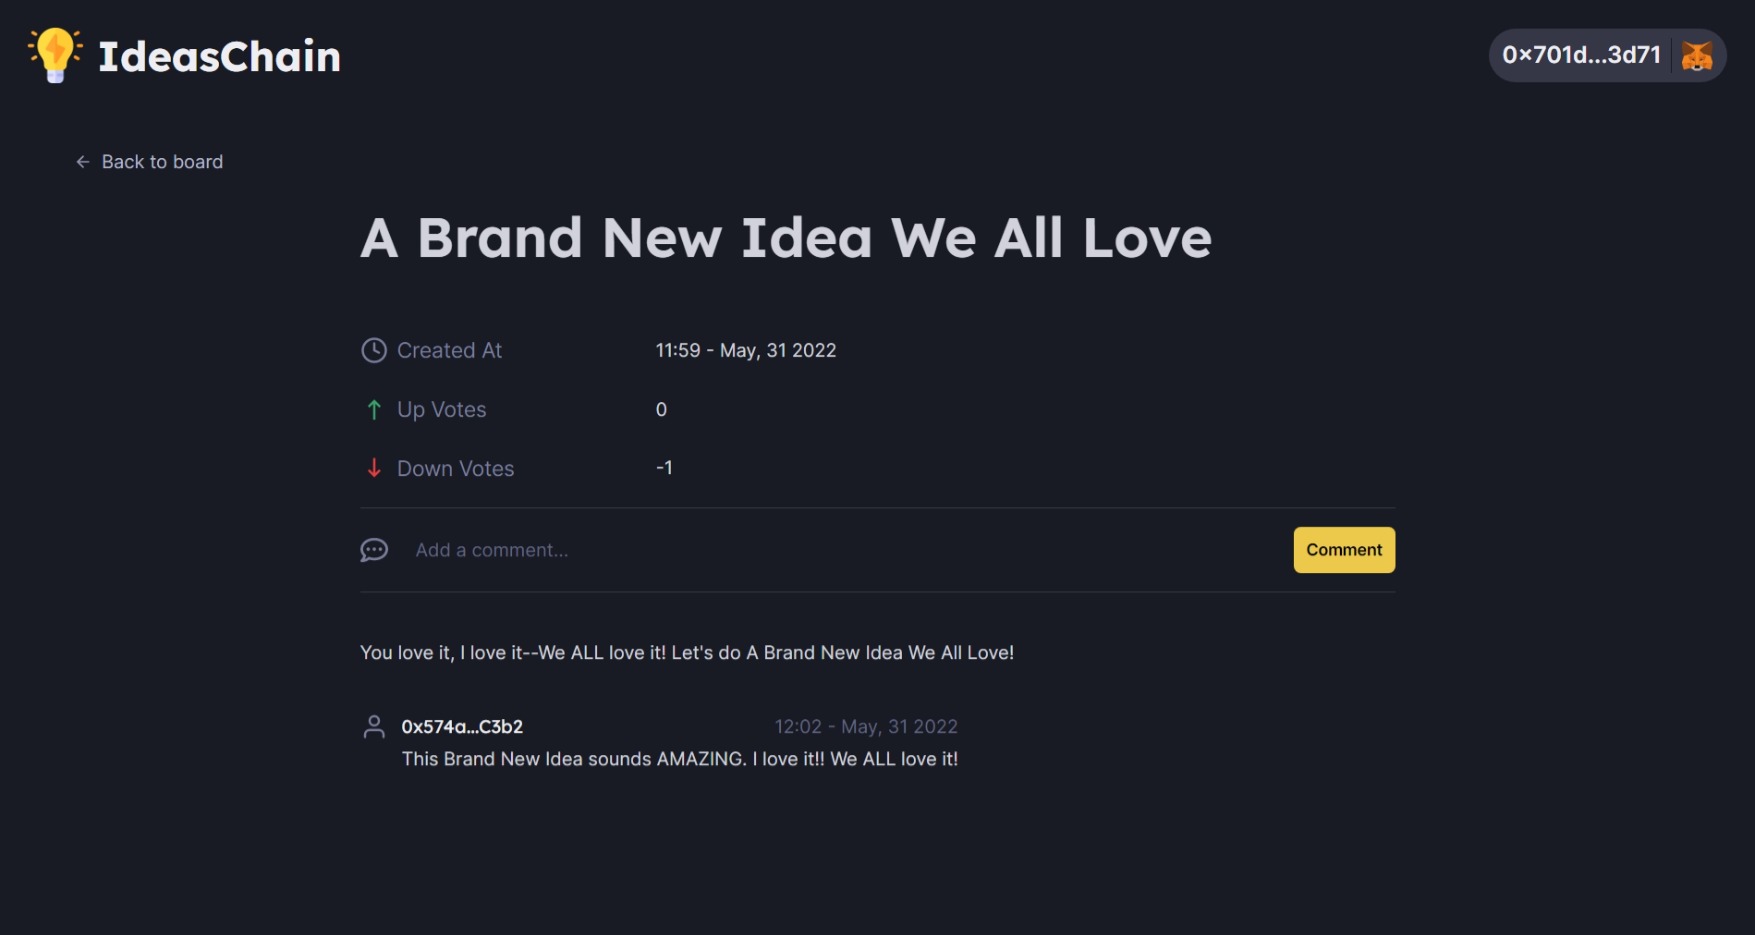 IdeasChain
0×701d...3d71
← Back to board
A Brand New Idea We All Love
Created At
11:59 - May, 31 2022
↑ Up Votes
0
↓ Down Votes
-1
Add a comment...
Comment
You love it, I love it--We ALL love it! Let's do A Brand New Idea We All Love!
0x574a...C3b2
12:02 - May, 31 2022
This Brand New Idea sounds AMAZING. I love it!! We ALL love it!